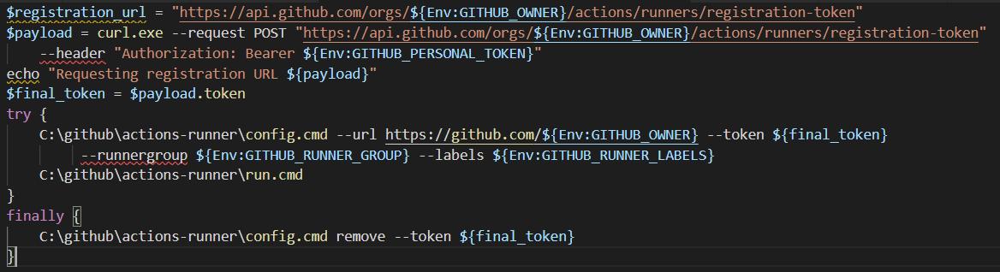 $registration_url = "https://api.github.com/orgs/${Env:GITHUB_OWNER}/actions/runners/registration-token"
$payload = curl.exe --request POST "https://api.github.com/orgs/${Env:GITHUB_OWNER}/actions/runners/registration-token"
    --header "Authorization: Bearer ${Env:GITHUB_PERSONAL_TOKEN}"
echo "Requesting registration URL ${payload}"
$final_token = $payload.token
try {
    C:\github\actions-runner\config.cmd --url https://github.com/${Env:GITHUB_OWNER} --token ${final_token}
        --runnergroup ${Env:GITHUB_RUNNER_GROUP} --labels ${Env:GITHUB_RUNNER_LABELS}
    C:\github\actions-runner\run.cmd
}
finally {
    C:\github\actions-runner\config.cmd remove --token ${final_token}
}